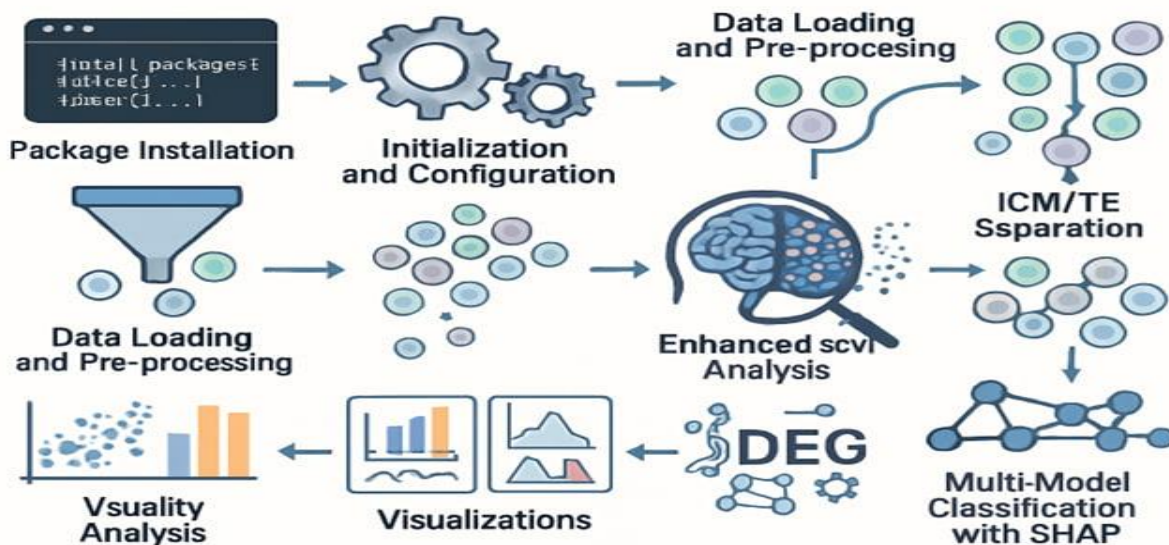 Package Installation
Initialization
and Configuration
Data Loading
and Pre-procesing
ICM/TE
Ssparation
Data Loading
and Pre-processing
Enhanced scvI
Analysis
DEG
Vsuality
Analysis
Visualizations
Multi-Model
Classification
with SHAP